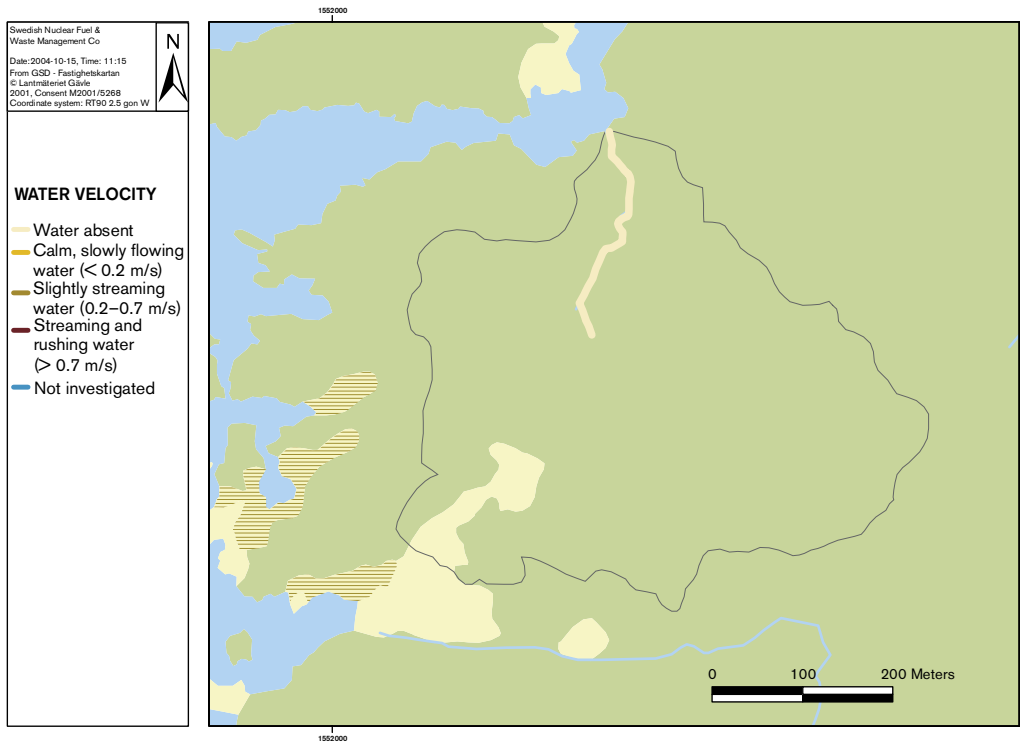 1552000
Swedish Nuclear Fuel &
Waste Management Co
N
Date:2004-10-15, Time: 11:15
From GSD - Fastighetskartan
© Lantmäteriet Gävle
2001, Consent M2001/5268
Coordinate system: RT90 2.5 gon W
WATER VELOCITY
Water absent
Calm, slowly flowing
water (< 0.2 m/s)
Slightly streaming
water (0.2–0.7 m/s)
Streaming and
rushing water
(> 0.7 m/s)
Not investigated
0 100 200 Meters
1552000